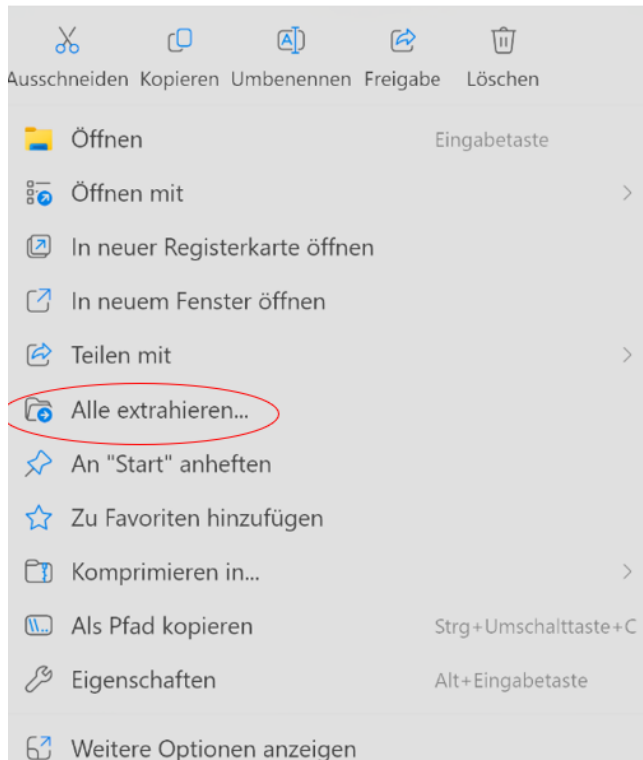 Ausschneiden Kopieren Umbenennen Freigabe Löschen
Öffnen Eingabetaste
Öffnen mit
In neuer Registerkarte öffnen
In neuem Fenster öffnen
Teilen mit
Alle extrahieren...
An "Start" anheften
Zu Favoriten hinzufügen
Komprimieren in...
Als Pfad kopieren Strg+Umschalttaste+C
Eigenschaften Alt+Eingabetaste
Weitere Optionen anzeigen